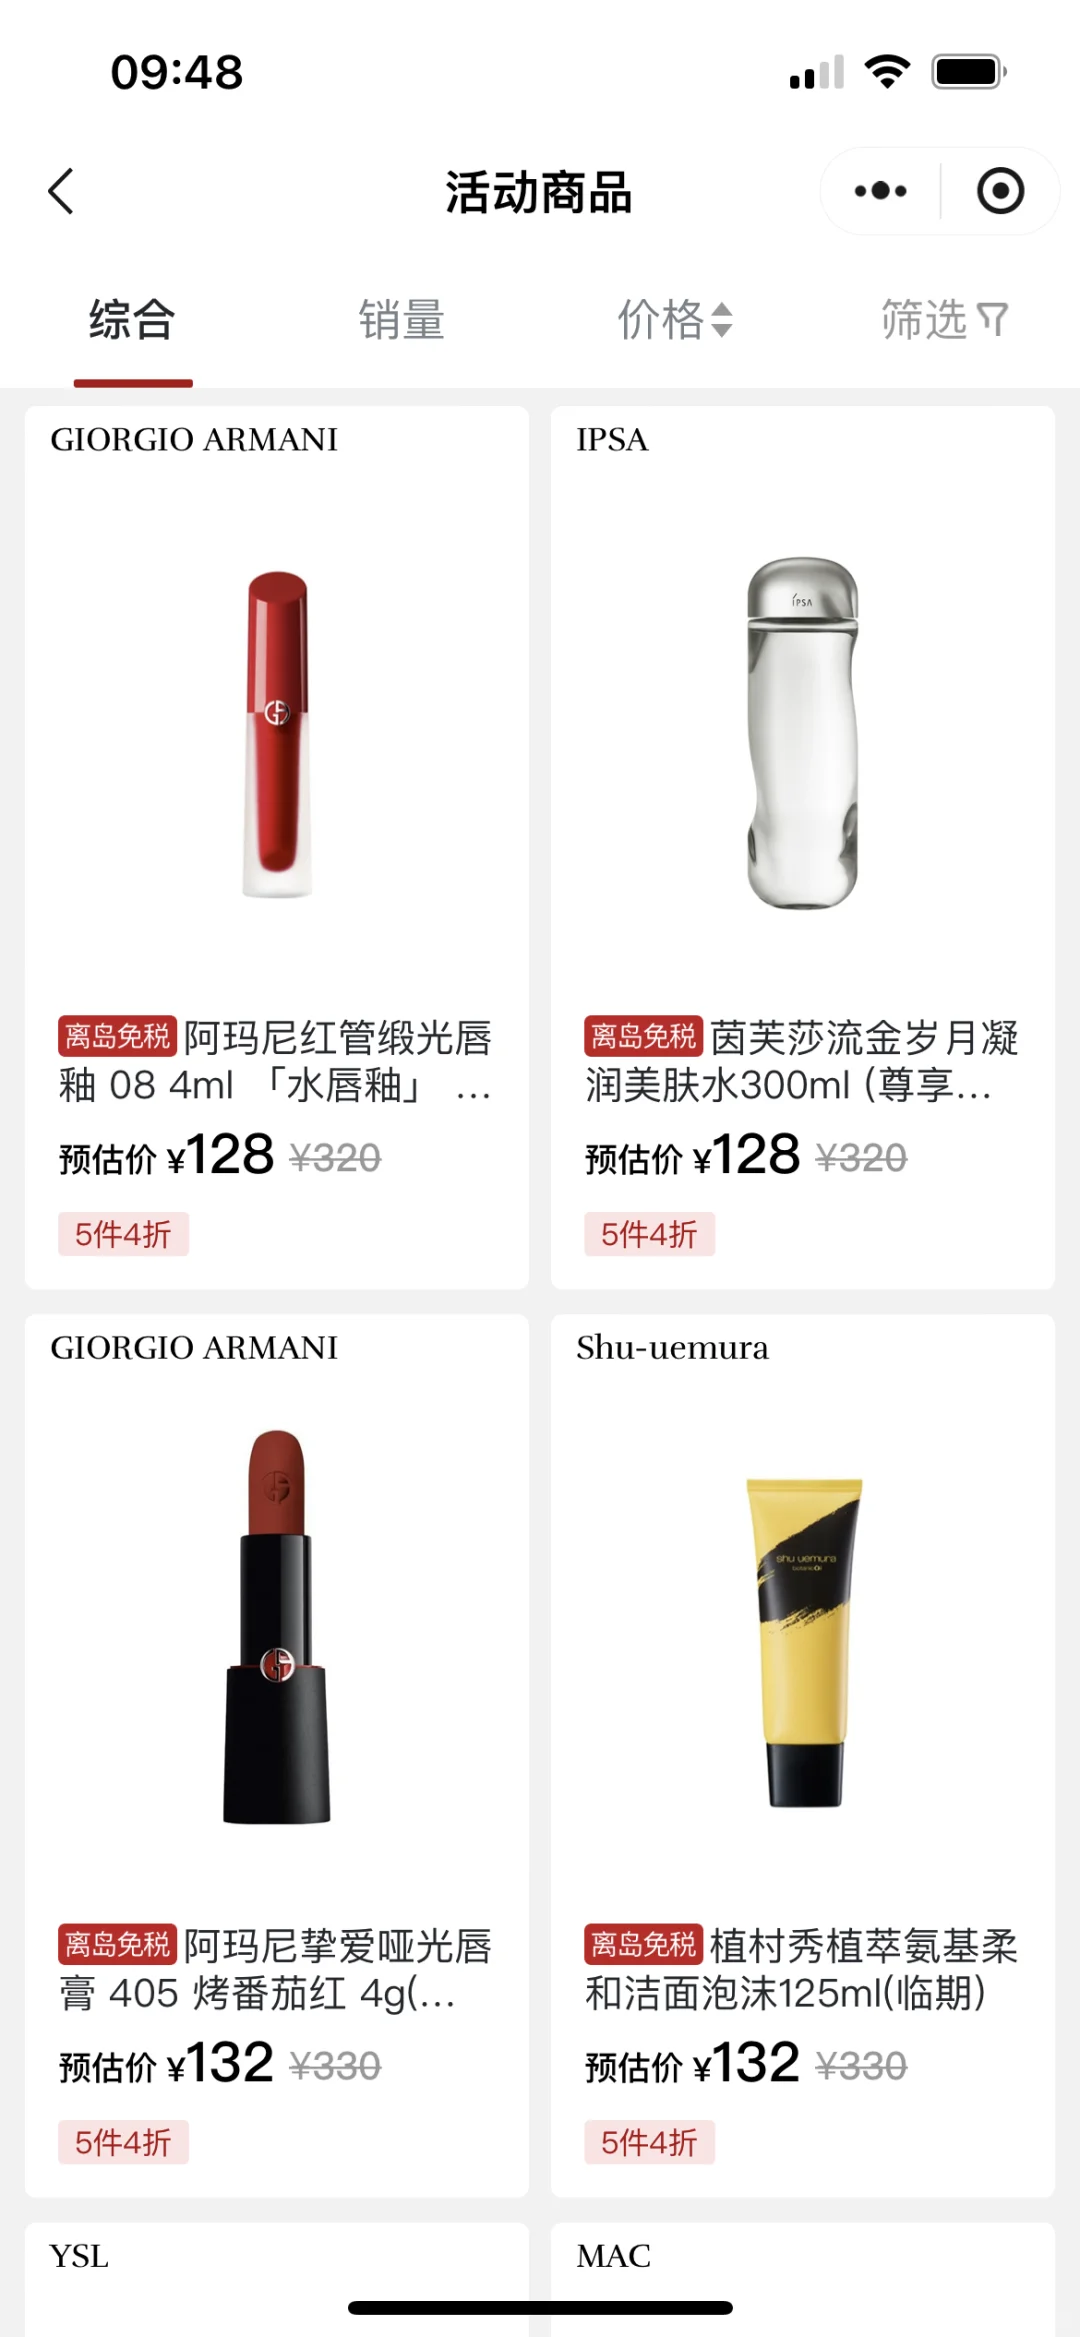 09:48
活动商品
综合 销量 价格 筛选
GIORGIO ARMANI
IPSA
IPSA
离岛免税 阿玛尼红管缎光唇
釉 08 4ml 「水唇釉」 ...
预估价 ¥128 ¥320
5件4折
离岛免税 茵芙莎流金岁月凝
润美肤水300ml (尊享...
预估价 ¥128 ¥320
5件4折
GIORGIO ARMANI
Shu-uemura
shu uemura
离岛免税 阿玛尼挚爱哑光唇
膏 405 烤番茄红 4g(...
预估价 ¥132 ¥330
5件4折
离岛免税 植村秀植萃氨基柔
和洁面泡沫125ml(临期)
预估价 ¥132 ¥330
5件4折
YSL
MAC